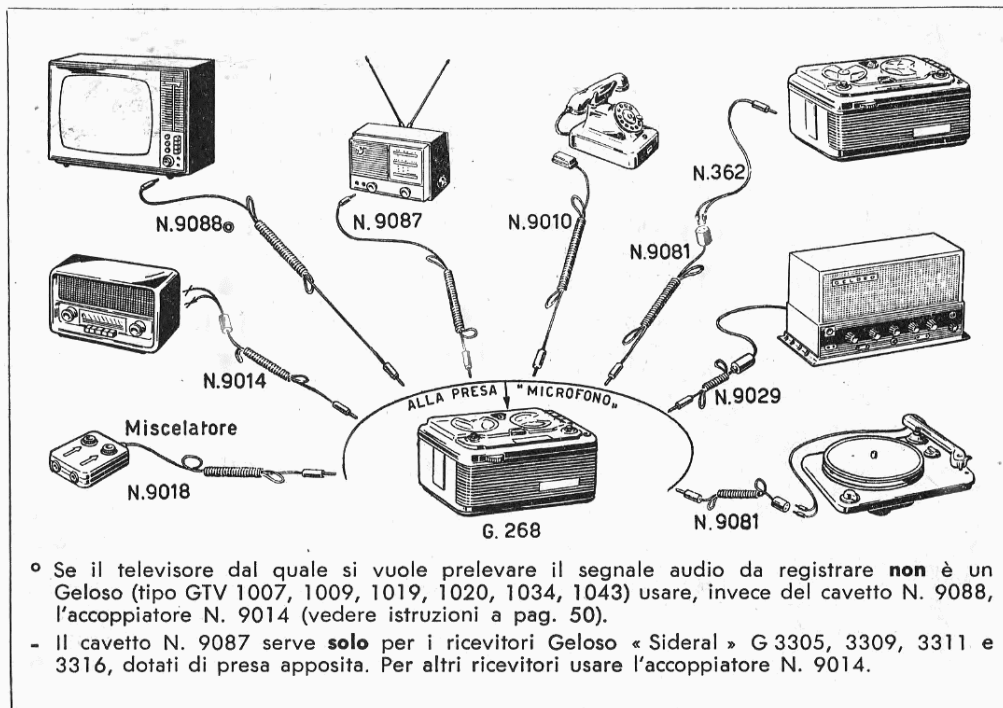 N.9088°
N. 9087
N.9010
N.362
N.9081
GELOSO
N.9014
N.9029
ALLA PRESA "MICROFONO„
Miscelatore
N.9018
G. 268
N. 9081
° Se il televisore dal quale si vuole prelevare il segnale audio da registrare non è un
Geloso (tipo GTV 1007, 1009, 1019, 1020, 1034, 1043) usare, invece del cavetto N. 9088,
l'accoppiatore N. 9014 (vedere istruzioni a pag. 50).
- Il cavetto N. 9087 serve solo per i ricevitori Geloso « Sideral » G 3305, 3309, 3311 e
3316, dotati di presa apposita. Per altri ricevitori usare l'accoppiatore N. 9014.